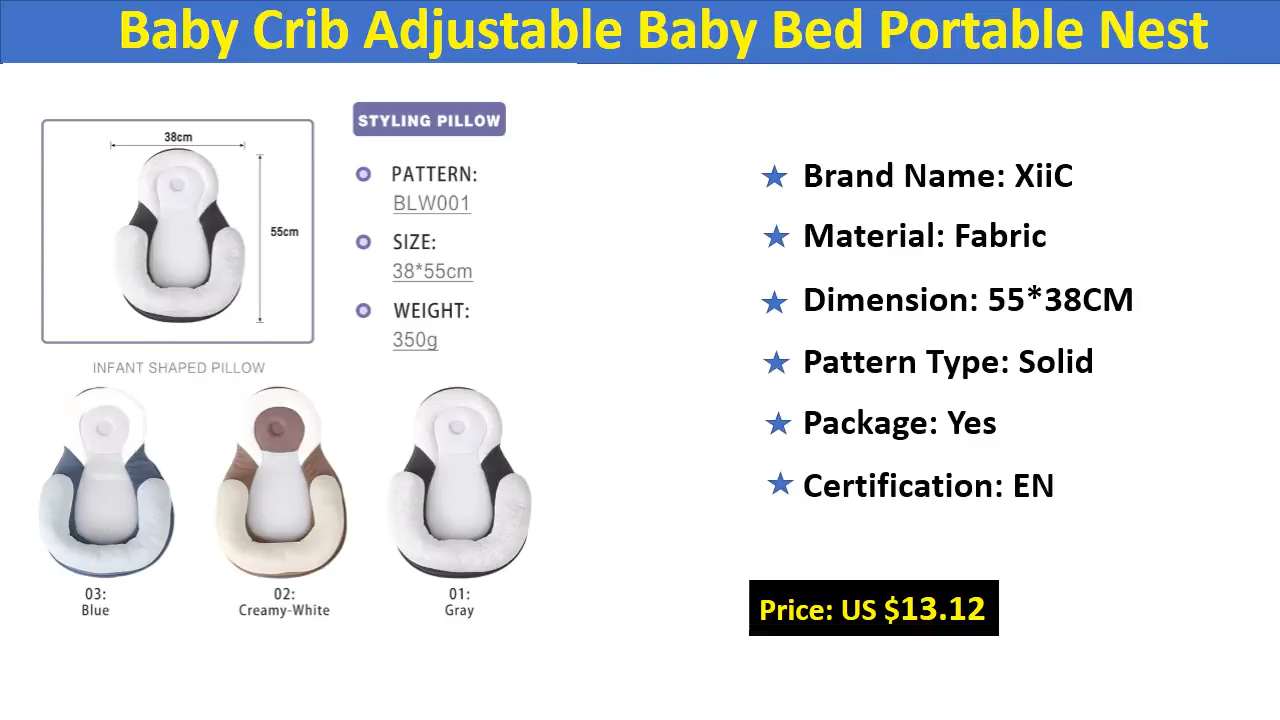 Baby Crib Adjustable Baby Bed Portable Nest
38cm
55cm
INFANT SHAPED PILLOW
STYLING PILLOW
PATTERN:
BLW001
SIZE:
38*55cm
WEIGHT:
350g
03:
Blue
02:
Creamy-White
01:
Gray
Brand Name: XiiC
Material: Fabric
Dimension: 55*38CM
Pattern Type: Solid
Package: Yes
Certification: EN
Price: US $13.12